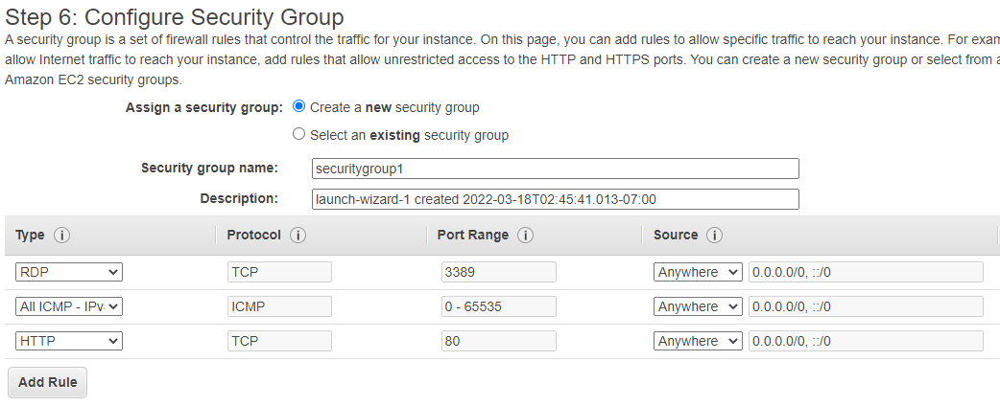 Step 6: Configure Security Group
A security group is a set of firewall rules that control the traffic for your instance. On this page, you can add rules to allow specific traffic to reach your instance. For exam
allow Internet traffic to reach your instance, add rules that allow unrestricted access to the HTTP and HTTPS ports. You can create a new security group or select from a
Amazon EC2 security groups.
Assign a security group: Create a new security group
Select an existing security group
Security group name: securitygroup1
Description: launch-wizard-1 created 2022-03-18T02:45:41.013-07:00
Type i Protocol i Port Range i Source i
RDP TCP 3389 Anywhere 0.0.0.0/0, ::/0
All ICMP - IPv ICMP 0 - 65535 Anywhere 0.0.0.0/0, ::/0
HTTP TCP 80 Anywhere 0.0.0.0/0, ::/0
Add Rule